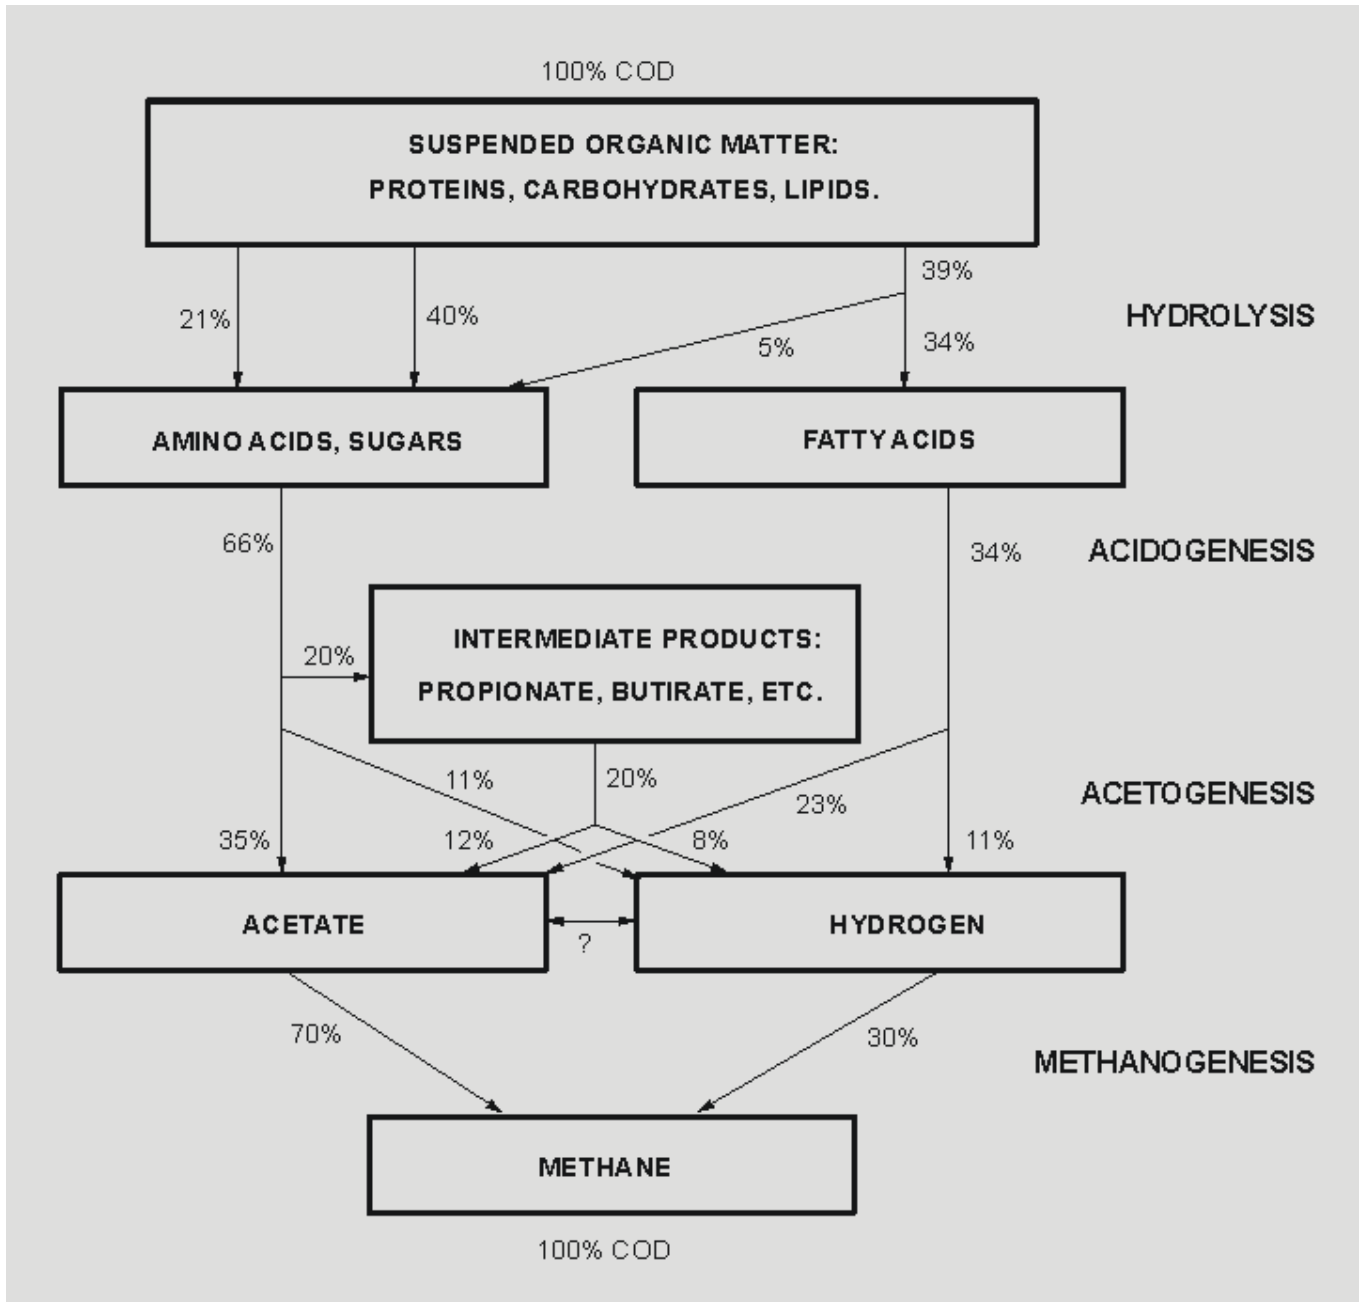 100% COD
SUSPENDED ORGANIC MATTER:
PROTEINS, CARBOHYDRATES, LIPIDS.
39%
21%
40%
HYDROLYSIS
5%
34%
AMINO ACIDS, SUGARS
FATTY ACIDS
66%
34%
ACIDOGENESIS
INTERMEDIATE PRODUCTS:
20%
PROPIONATE, BUTIRATE, ETC.
11%
20%
23%
ACETOGENESIS
35%
12%
8%
11%
ACETATE
HYDROGEN
?
70%
30%
METHANOGENESIS
METHANE
100% COD